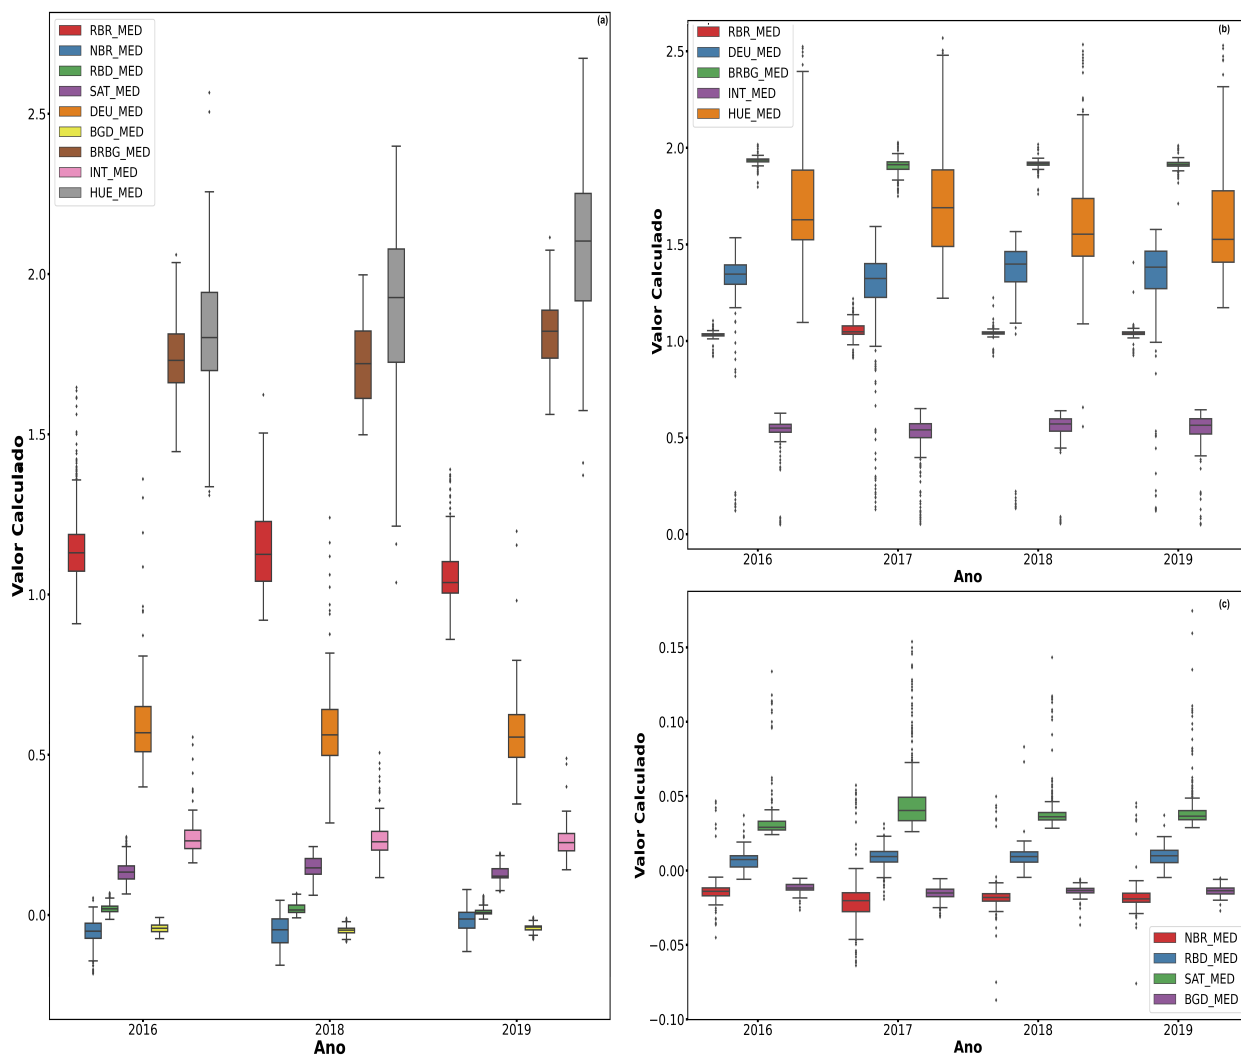 (a)
RBR_MED
NBR_MED
RBD_MED
SAT_MED
DEU_MED
BGD_MED
BRBG_MED
INT_MED
HUE_MED
2.5
2.0
1.5
1.0
0.5
0.0
Valor Calculado
2016 2018 2019
Ano
(b)
RBR_MED
DEU_MED
BRBG_MED
INT_MED
HUE_MED
2.5
2.0
1.5
1.0
0.5
0.0
Valor Calculado
2016 2017 2018 2019
Ano
(c)
0.15
0.10
0.05
0.00
−0.05
−0.10
Valor Calculado
NBR_MED
RBD_MED
SAT_MED
BGD_MED
2016 2017 2018 2019
Ano